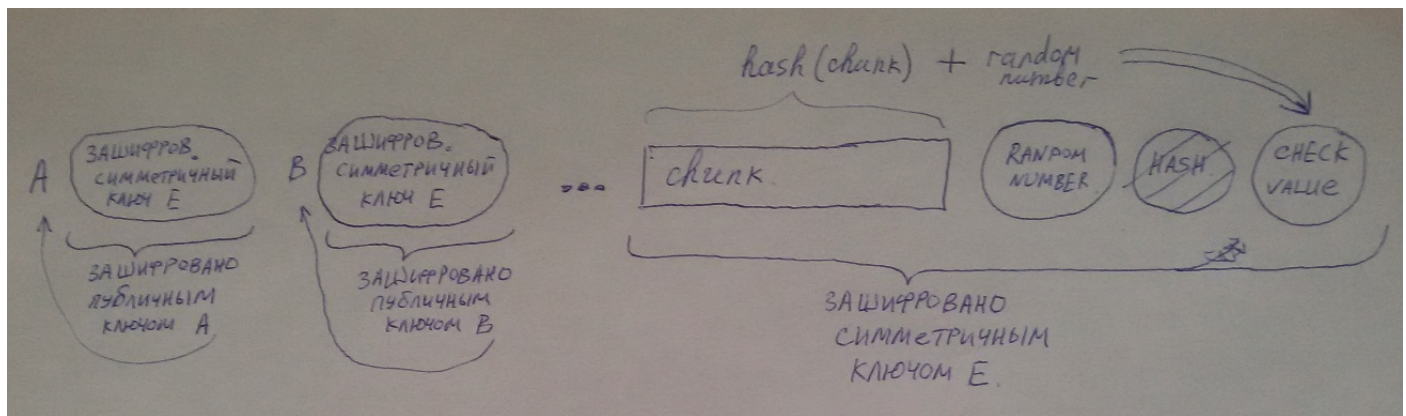 hash(chunk) + random number
A
ЗАШИФРОВ.
СИММЕТРИЧНЫЙ
КЛЮЧ E
B
ЗАШИФРОВ.
СИММЕТРИЧНЫЙ
КЛЮЧ E
...
chunk
RANDOM
NUMBER
HASH
CHECK
VALUE
ЗАШИФРОВАНО
ПУБЛИЧНЫМ
КЛЮЧОМ A
ЗАШИФРОВАНО
ПУБЛИЧНЫМ
КЛЮЧОМ B
ЗАШИФРОВАНО
СИММЕТРИЧНЫМ
КЛЮЧОМ E.